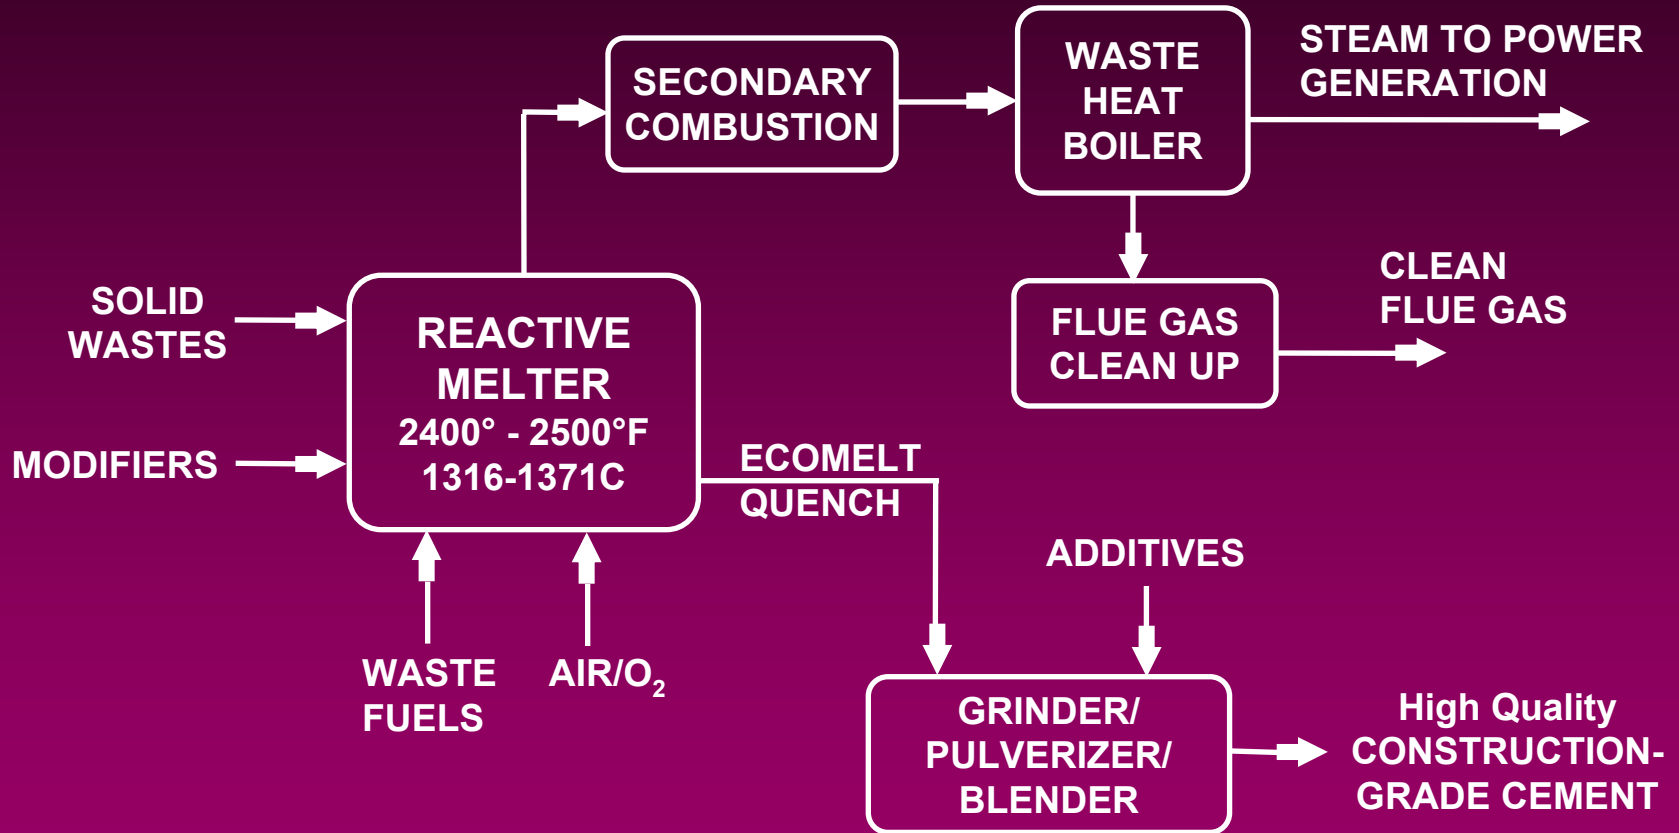 SECONDARY
COMBUSTION
WASTE
HEAT
BOILER
STEAM TO POWER
GENERATION
SOLID
WASTES
MODIFIERS
REACTIVE
MELTER
2400° - 2500°F
1316-1371C
FLUE GAS
CLEAN UP
CLEAN
FLUE GAS
ECOMELT
QUENCH
WASTE
FUELS
AIR/O₂
ADDITIVES
GRINDER/
PULVERIZER/
BLENDER
High Quality
CONSTRUCTION-
GRADE CEMENT